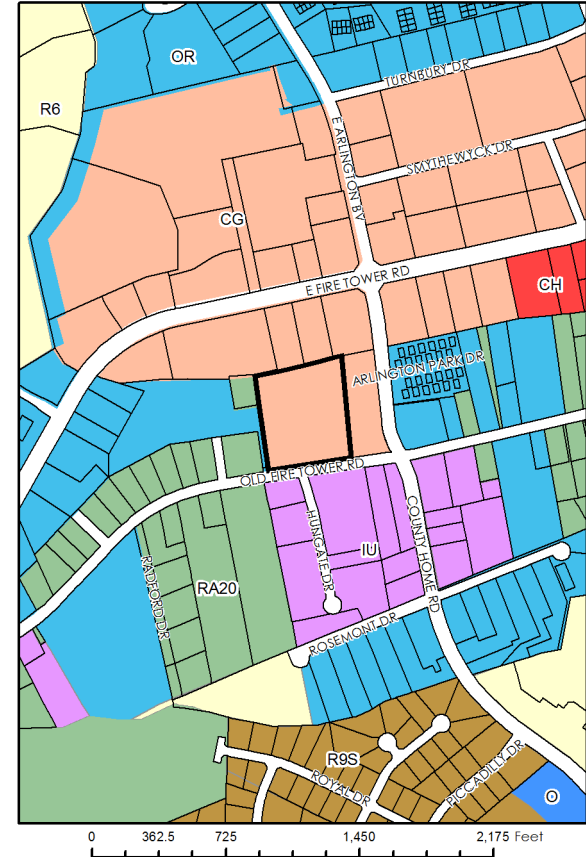 OR
TURNBURY DR
R6
E ARLINGTON BV
SMYTHEWYCK DR
CG
E FIRE TOWER RD
CH
ARLINGTON PARK DR
OLD FIRE TOWER RD
HUNGATE DR
IU
COUNTY HOME RD
RADFORD DR
RA20
ROSEMONT DR
R9S
ROYAL DR
PICCADILLY DR
O
0 362.5 725 1,450 2,175 Feet